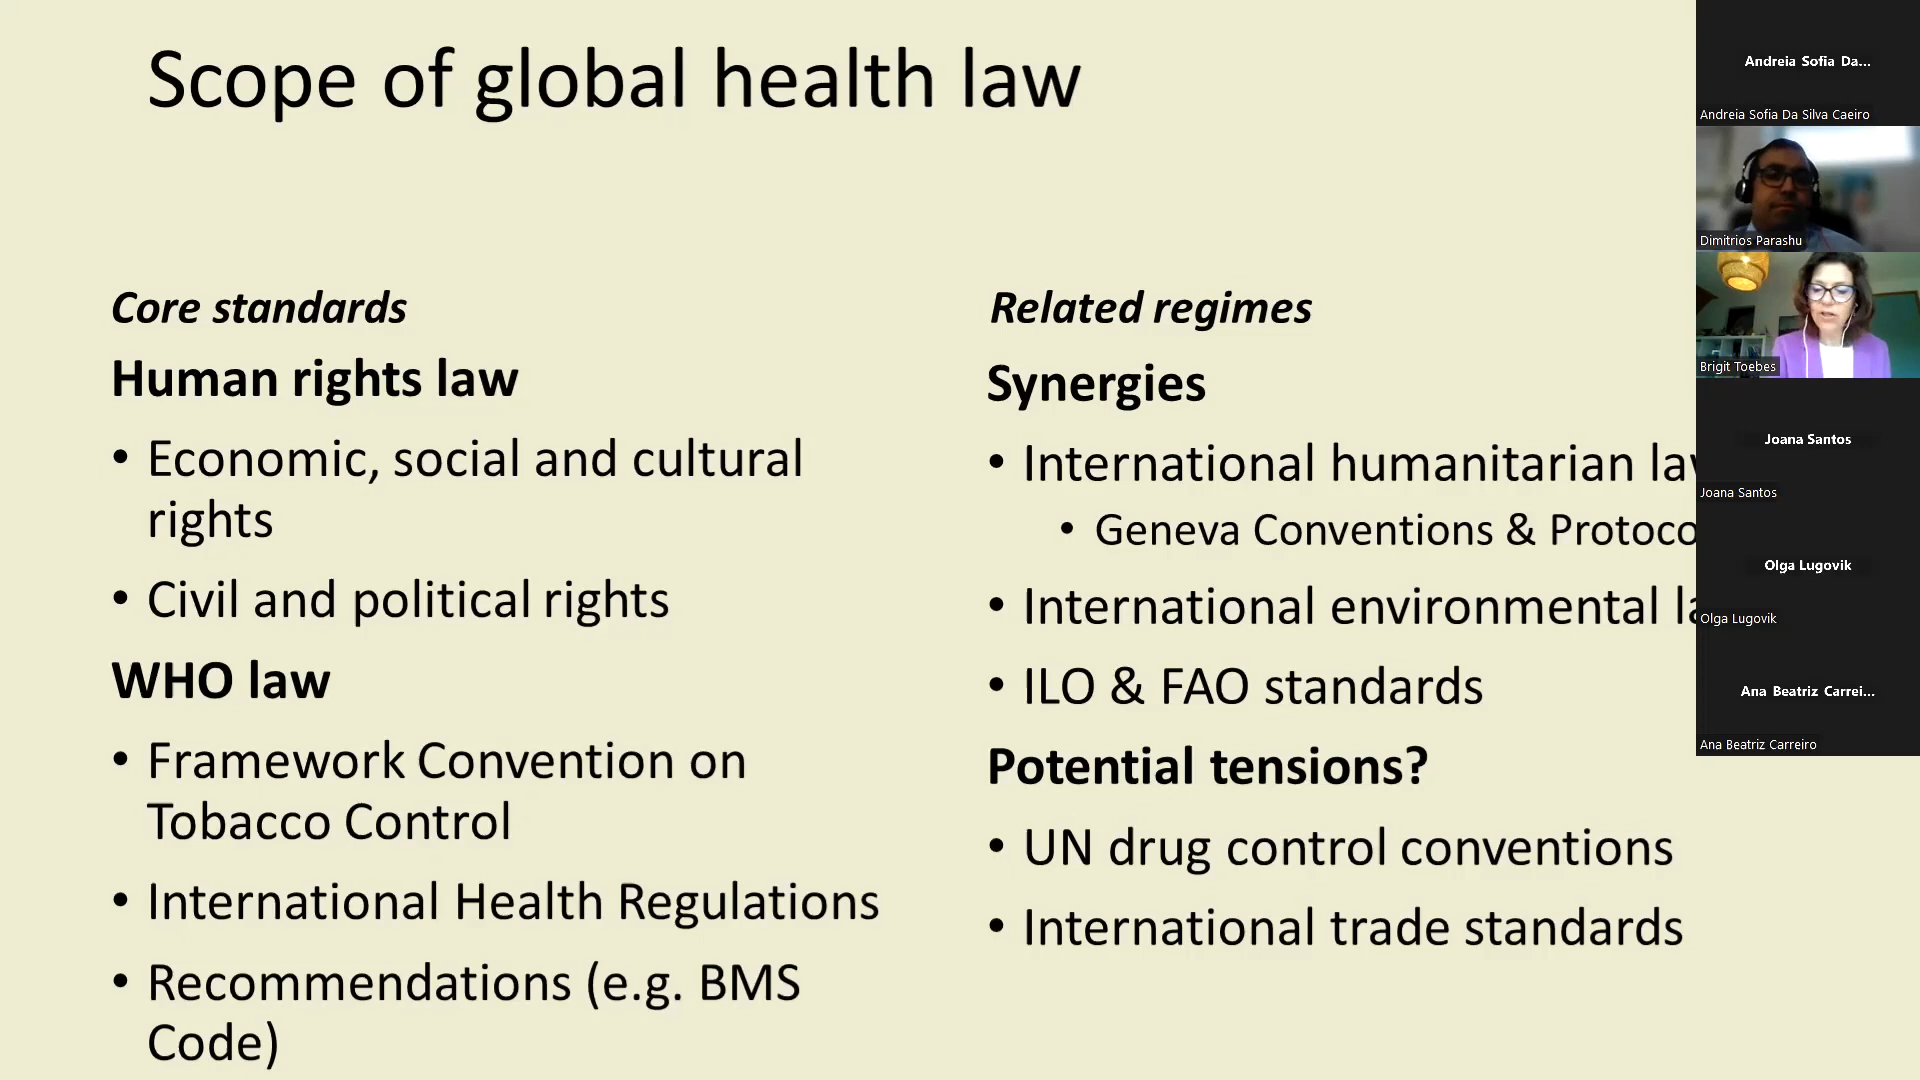 Scope of global health law
Core standards
Human rights law
• Economic, social and cultural
rights
• Civil and political rights
WHO law
• Framework Convention on
Tobacco Control
• International Health Regulations
• Recommendations (e.g. BMS
Code)
Related regimes
Synergies
• International humanitarian
• Geneva Conventions &
• International environmental
• ILO & FAO standards
Potential tensions?
• UN drug control conventions
• International trade standards
Andreia Sofia Da...
Andreia Sofia Da Silva Caeiro
Dimitrios Parashu
Brigit Toebes
Joana Santos
Joana Santos
Olga Lugovik
Olga Lugovik
Ana Beatriz Carrei...
Ana Beatriz Carreiro